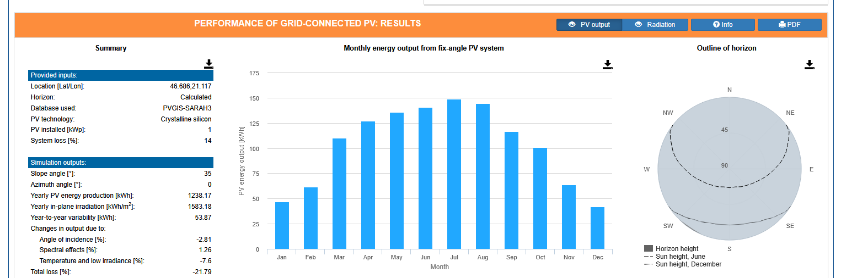 PERFORMANCE OF GRID-CONNECTED PV: RESULTS
PV output
Radiation
Info
PDF
Summary
Provided inputs:
Location [Lat/Lon]: 46.686,21.117
Horizon: Calculated
Database used: PVGIS-SARAH3
PV technology: Crystalline silicon
PV installed [kWp]: 1
System loss [%]: 14
Simulation outputs:
Slope angle [°]: 35
Azimuth angle [°]: 0
Yearly PV energy production [kWh]: 1238.17
Yearly in-plane irradiation [kWh/m²]: 1583.18
Year-to-year variability [kWh]: 53.87
Changes in output due to:
Angle of incidence [%]: -2.81
Spectral effects [%]: 1.26
Temperature and low irradiance [%]: -7.6
Total loss [%]: -21.79
Monthly energy output from fix-angle PV system
PV energy output [kWh]
175
150
125
100
75
50
25
0
Jan Feb Mar Apr May Jun Jul Aug Sep Oct Nov Dec
Month
Outline of horizon
N
NW NE
45
W 90 E
SW SE
S
Horizon height
Sun height, June
Sun height, December